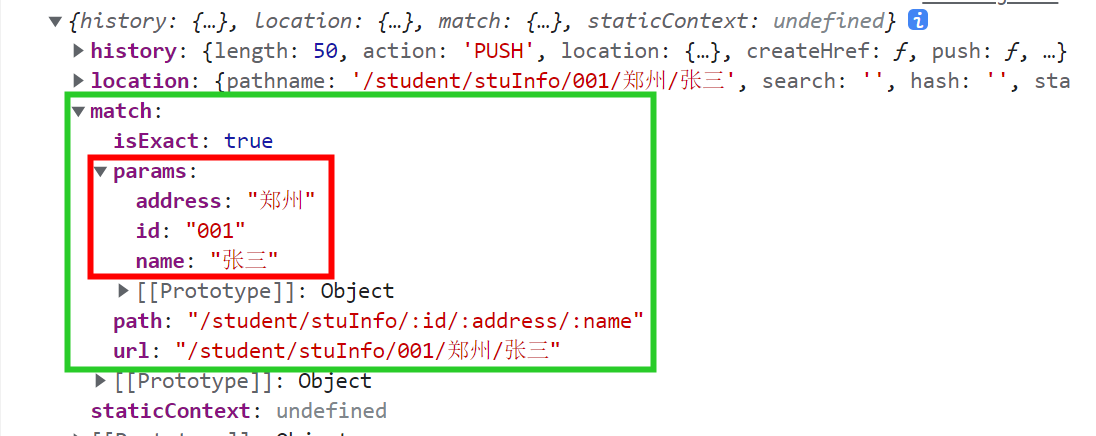 ▼ {history: {…}, location: {…}, match: {…}, staticContext: undefined} i
▶ history: {length: 50, action: 'PUSH', location: {…}, createHref: ƒ, push: ƒ, …}
▶ location: {pathname: '/student/stuInfo/001/郑州/张三', search: '', hash: '', sta
▼ match:
isExact: true
▼ params:
address: "郑州"
id: "001"
name: "张三"
▶ [[Prototype]]: Object
path: "/student/stuInfo/:id/:address/:name"
url: "/student/stuInfo/001/郑州/张三"
▶ [[Prototype]]: Object
staticContext: undefined
▶ [[Prototype]]: Object